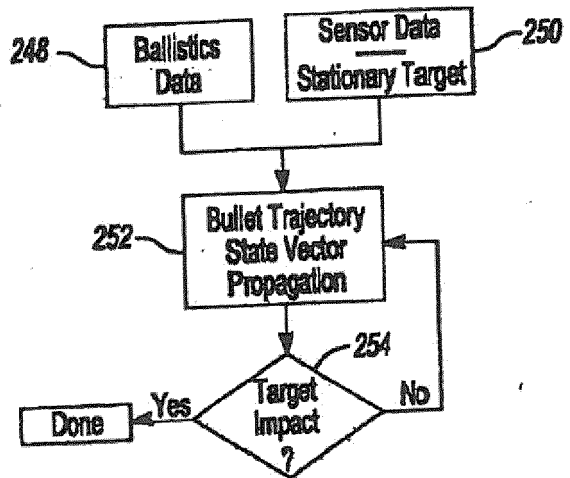 248
Ballistics
Data
Sensor Data
Stationary Target
250
252
Bullet Trajectory
State Vector
Propagation
254
Target
Impact
?
Yes
No
Done